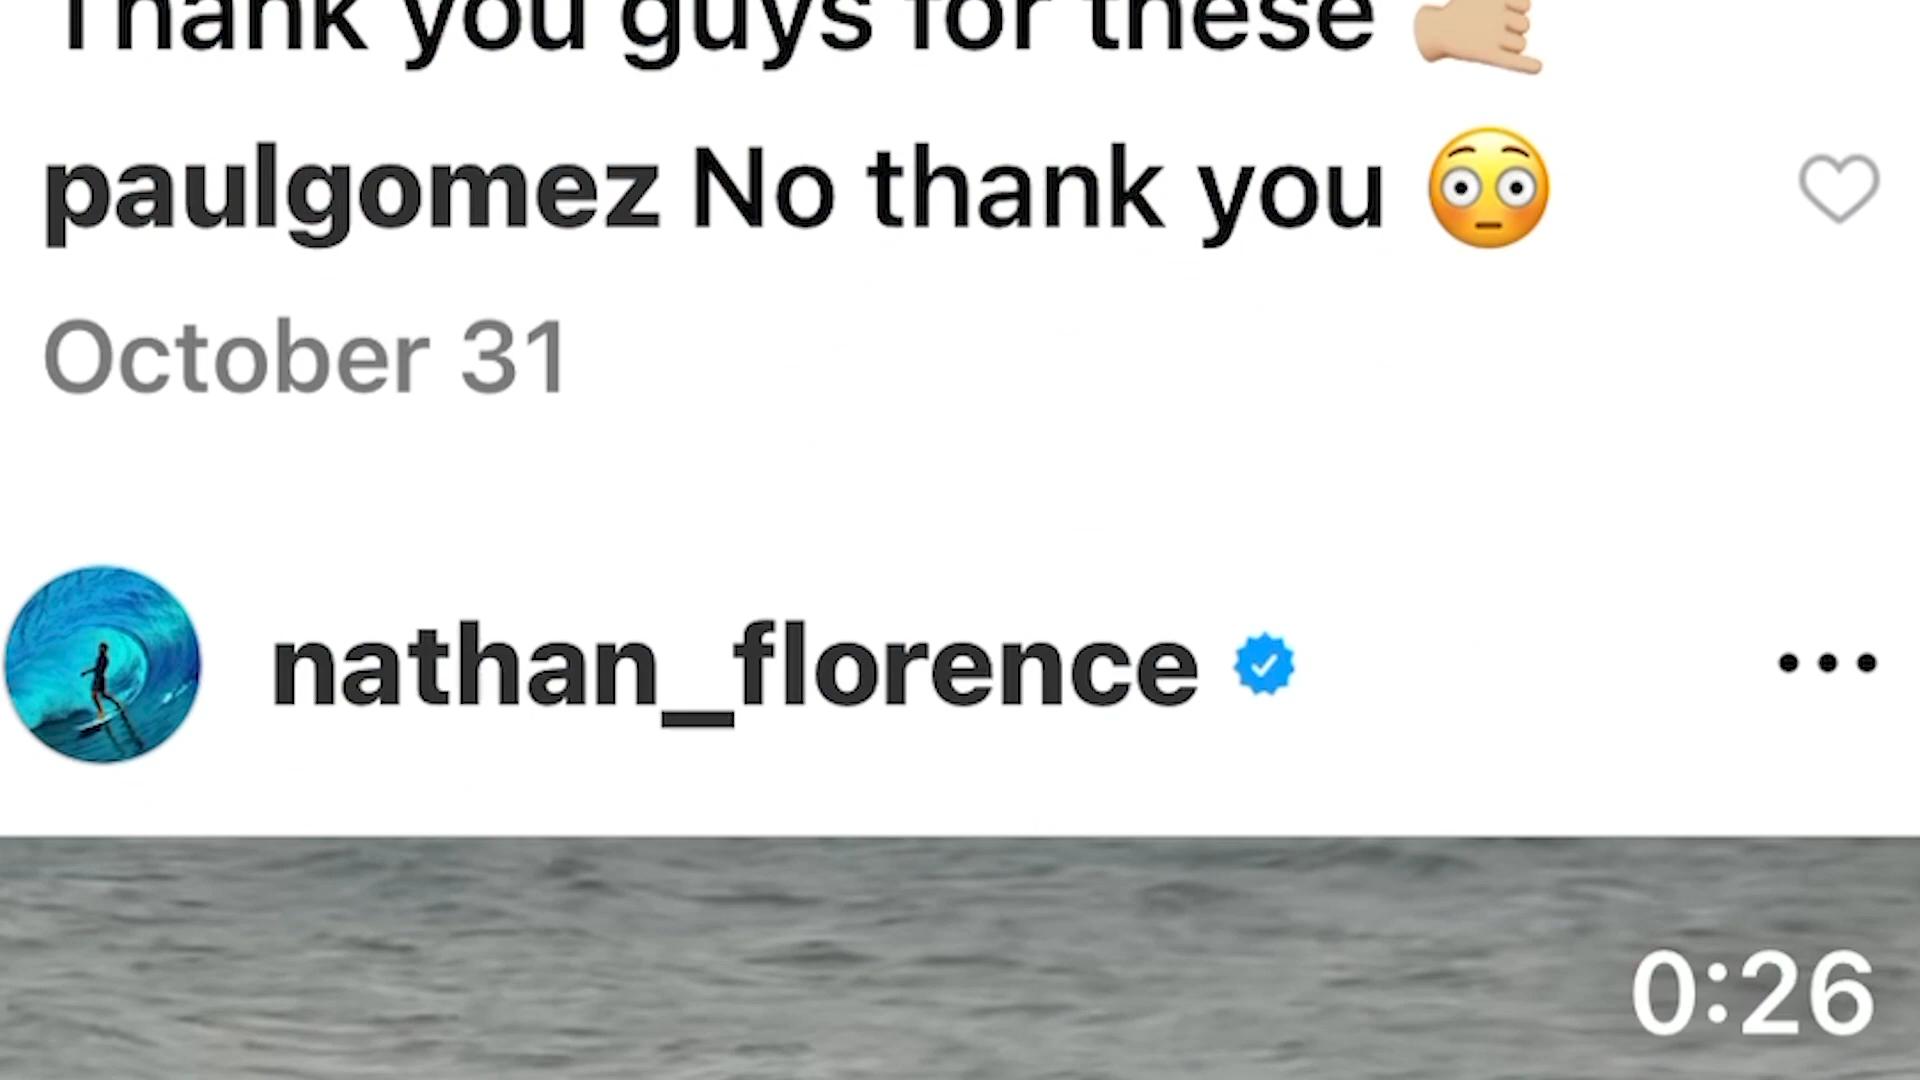 Thank you guys for these 🤙🏼
paulgomez No thank you 😳
October 31
nathan_florence
0:26